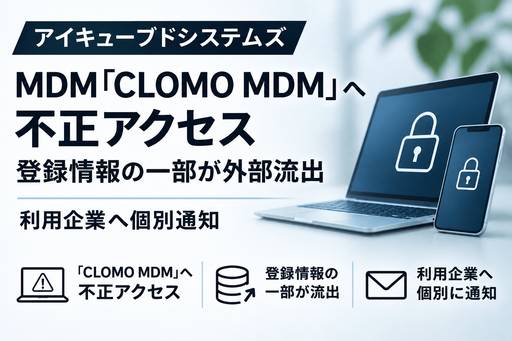 アイキューブドシステムズ
MDM「CLOMO MDM」へ
不正アクセス
登録情報の一部が外部流出
利用企業へ個別通知
「CLOMO MDM」へ
不正アクセス
登録情報の
一部が流出
利用企業へ
個別に通知